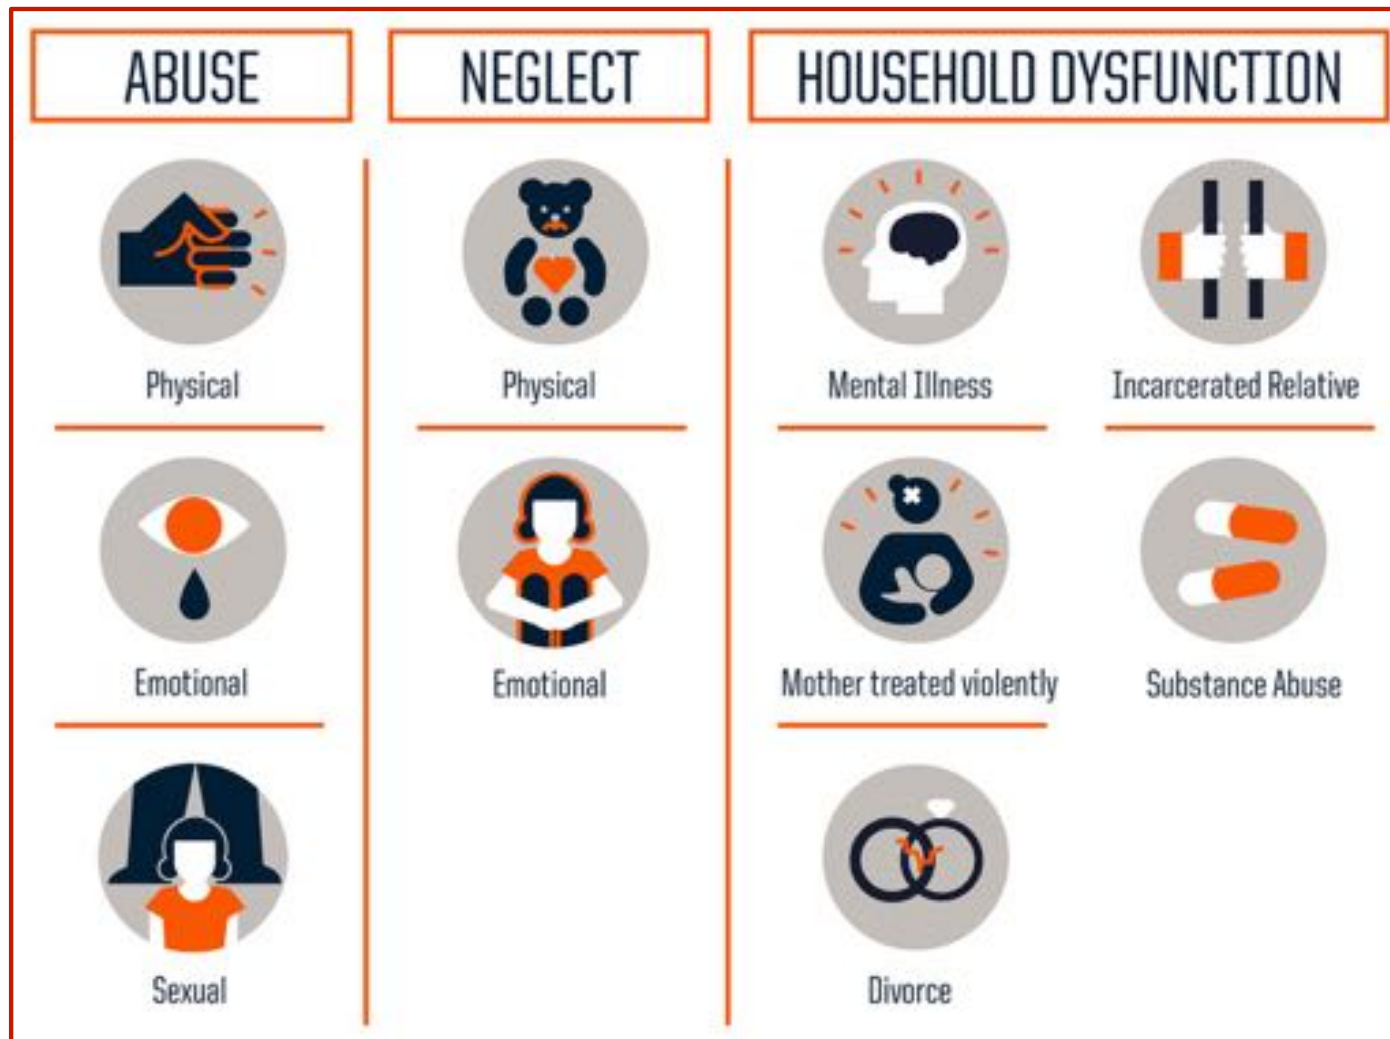 ABUSE
Physical
Emotional
Sexual
NEGLECT
Physical
Emotional
HOUSEHOLD DYSFUNCTION
Mental Illness
Incarcerated Relative
Mother treated violently
Substance Abuse
Divorce